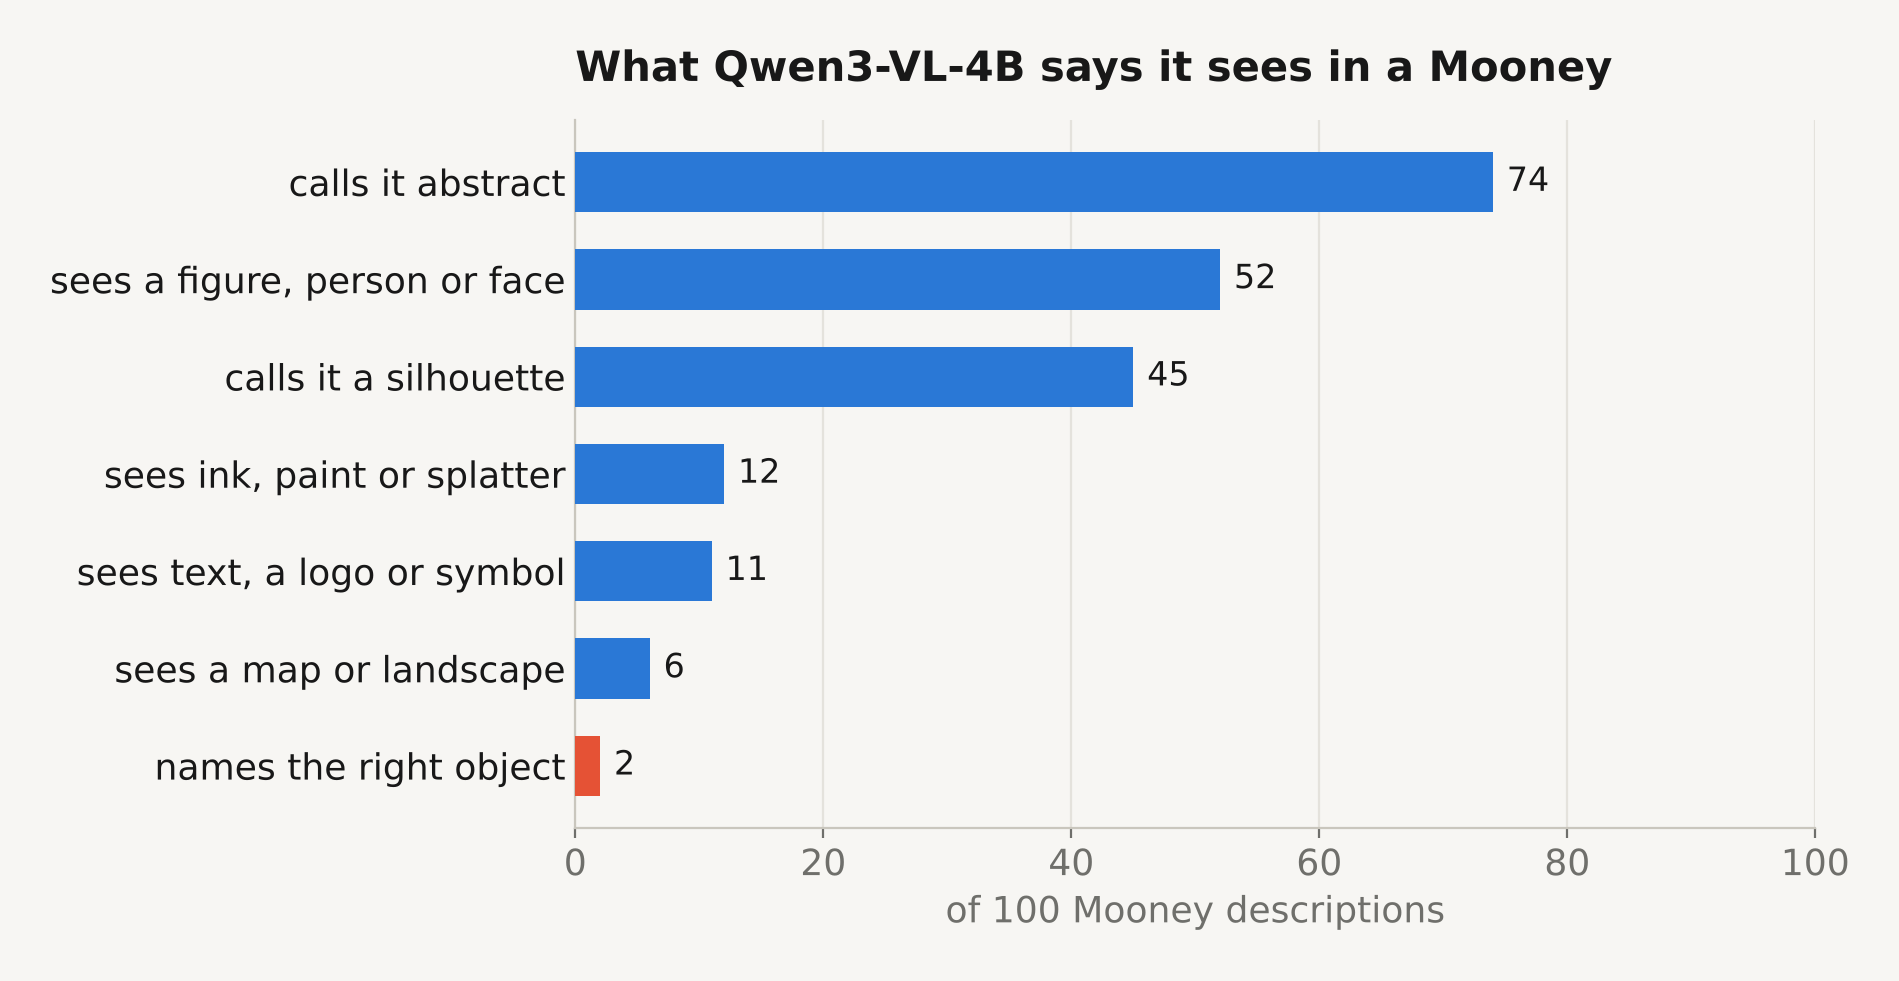 What Qwen3-VL-4B says it sees in a Mooney
calls it abstract 74
sees a figure, person or face 52
calls it a silhouette 45
sees ink, paint or splatter 12
sees text, a logo or symbol 11
sees a map or landscape 6
names the right object 2
0 20 40 60 80 100
of 100 Mooney descriptions